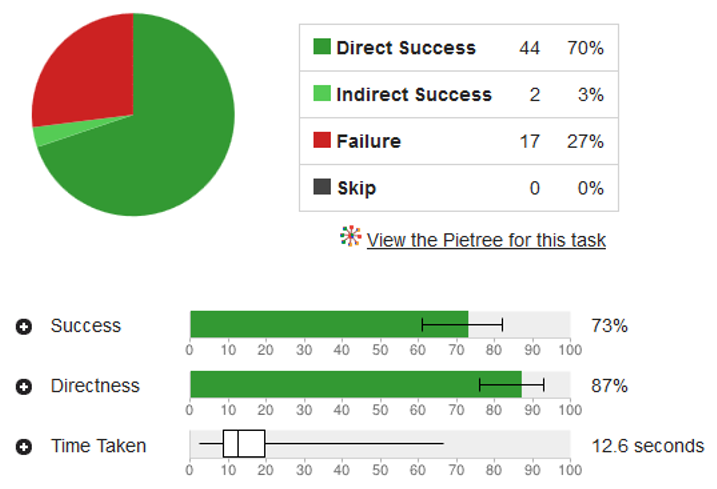 Direct Success 44 70%
Indirect Success 2 3%
Failure 17 27%
Skip 0 0%
View the Pietree for this task
Success 73%
0 10 20 30 40 50 60 70 80 90 100
Directness 87%
0 10 20 30 40 50 60 70 80 90 100
Time Taken 12.6 seconds
0 10 20 30 40 50 60 70 80 90 100